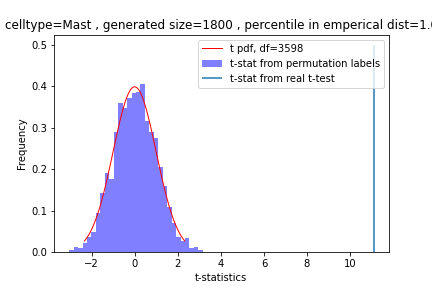 celltype=Mast , generated size=1800 , percentile in emperical dist=1.
t pdf, df=3598
t-stat from permutation labels
t-stat from real t-test
Frequency
0.5
0.4
0.3
0.2
0.1
0.0
−2 0 2 4 6 8 10
t-statistics